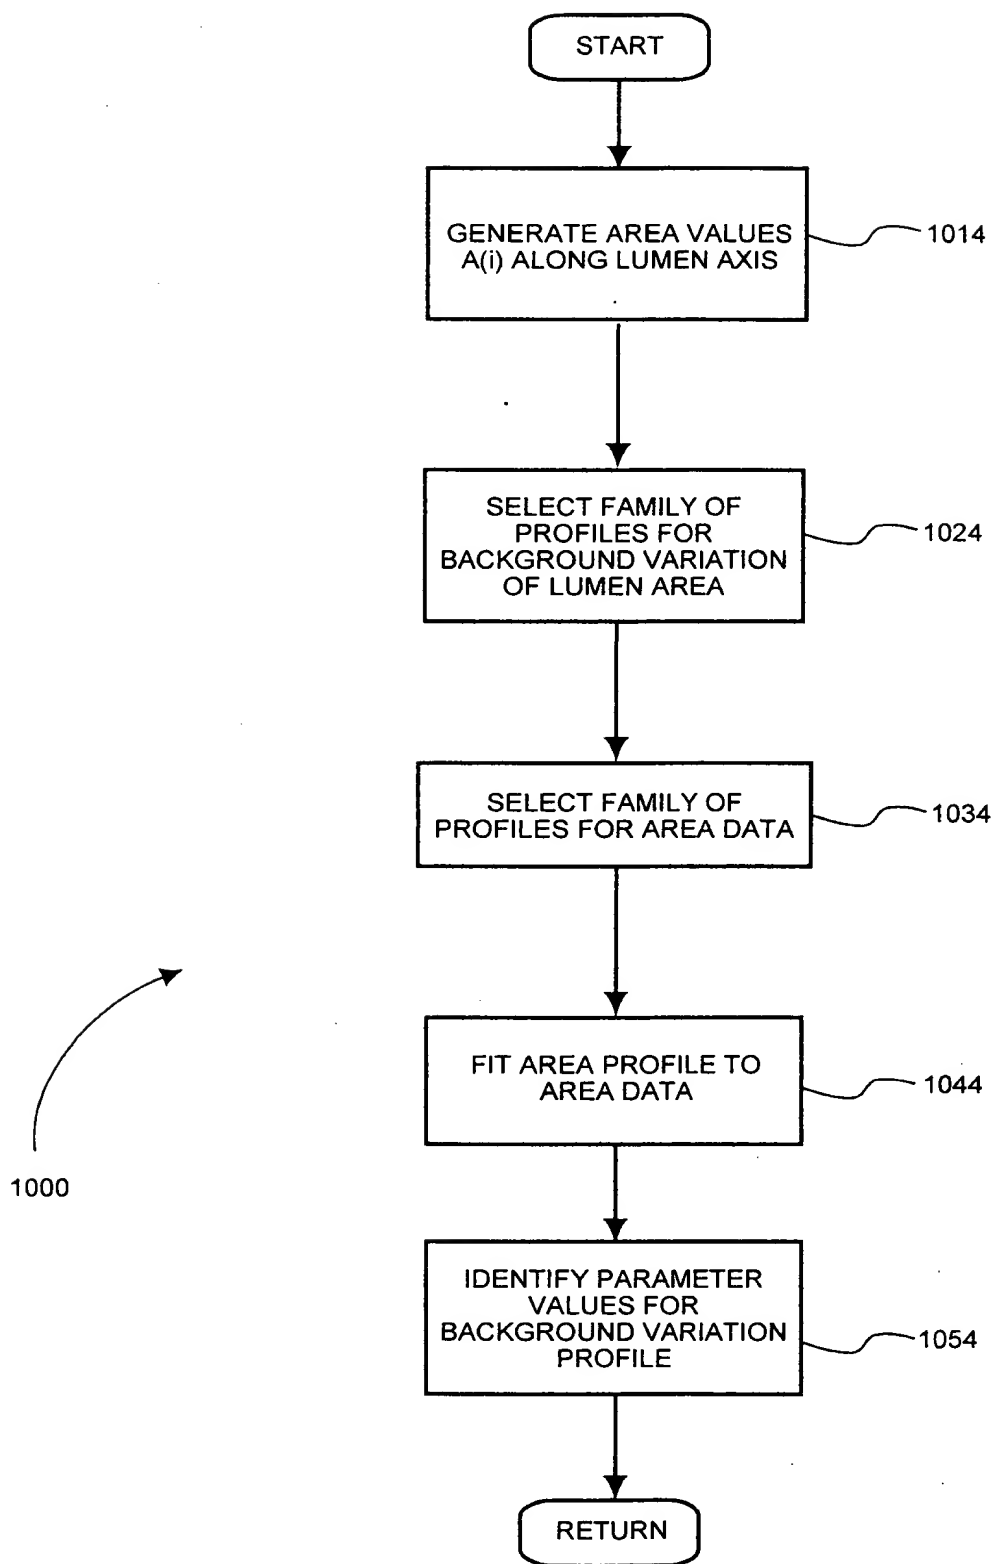 START
GENERATE AREA VALUES
A(i) ALONG LUMEN AXIS
1014
SELECT FAMILY OF
PROFILES FOR
BACKGROUND VARIATION
OF LUMEN AREA
1024
SELECT FAMILY OF
PROFILES FOR AREA DATA
1034
FIT AREA PROFILE TO
AREA DATA
1044
1000
IDENTIFY PARAMETER
VALUES FOR
BACKGROUND VARIATION
PROFILE
1054
RETURN